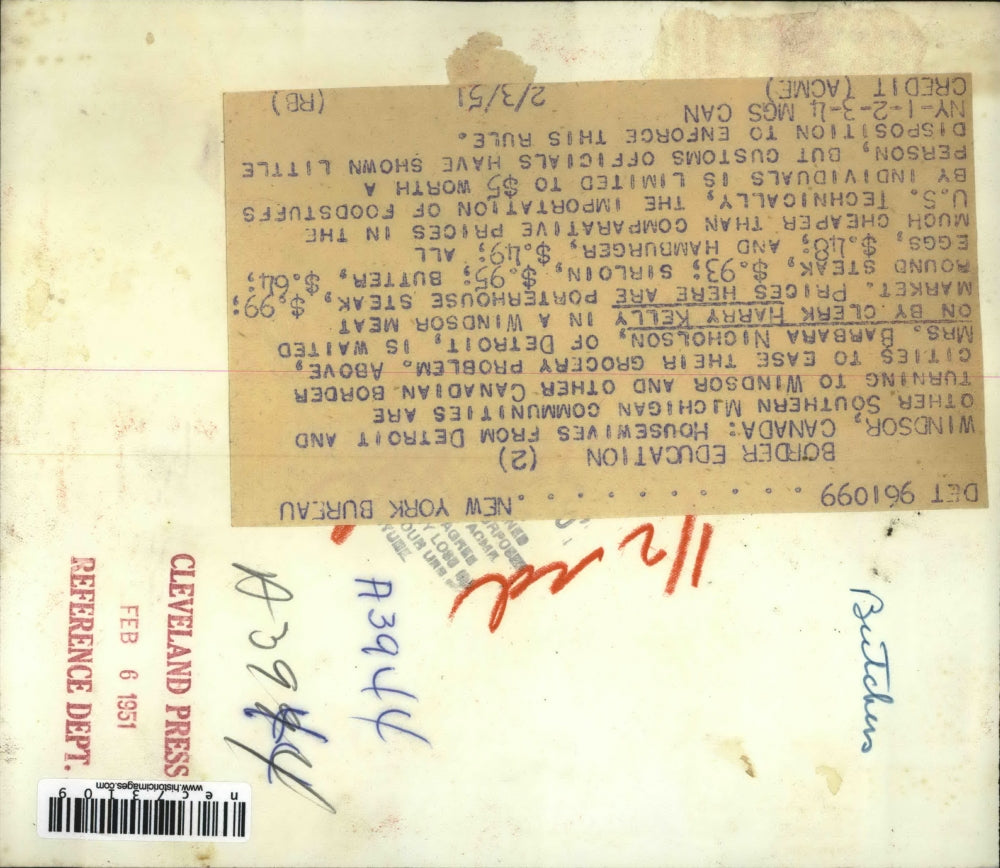 DET 961099 . . . . . . . . . . NEW YORK BUREAU
BORDER EDUCATION (2)
WINDSOR, CANADA: HOUSEWIVES FROM DETROIT AND
OTHER SOUTHERN MICHIGAN COMMUNITIES ARE
TURNING TO WINDSOR AND OTHER CANADIAN BORDER
CITIES TO EASE THEIR GROCERY PROBLEM. ABOVE,
MRS. BARBARA NICHOLSON, OF DETROIT, IS WAITED
ON BY CLERK HARRY KELLY IN A WINDSOR MEAT
MARKET. PRICES HERE ARE PORTERHOUSE STEAK, $.99;
ROUND STEAK, $.93; SIRLOIN, $.95; BUTTER, $.64;
EGGS, $.48; AND HAMBURGER, $.49; ALL
MUCH CHEAPER THAN COMPARATIVE PRICES IN THE
U.S. TECHNICALLY, THE IMPORTATION OF FOODSTUFFS
BY INDIVIDUALS IS LIMITED TO $5 WORTH A
PERSON, BUT CUSTOMS OFFICIALS HAVE SHOWN LITTLE
DISPOSITION TO ENFORCE THIS RULE.
NY-1-2-3-4 MGS CAN
CREDIT (ACME) 2/3/51 (RB)
1/2 rd
Butchers
A3944
A3944
CLEVELAND PRESS
FEB 6 1951
REFERENCE DEPT.
www.historicimages.com
nec73109